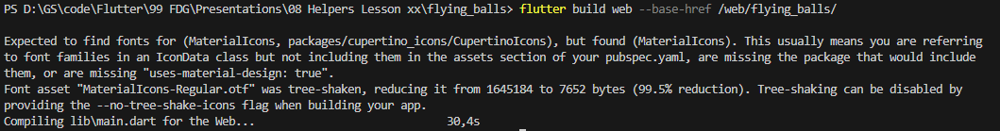 PS D:\GS\code\Flutter\99 FDG\Presentations\08 Helpers Lesson xx\flying_balls> flutter build web --base-href /web/flying_balls/
Expected to find fonts for (MaterialIcons, packages/cupertino_icons/CupertinoIcons), but found (MaterialIcons). This usually means you are referring
to font families in an IconData class but not including them in the assets section of your pubspec.yaml, are missing the package that would include
them, or are missing "uses-material-design: true".
Font asset "MaterialIcons-Regular.otf" was tree-shaken, reducing it from 1645184 to 7652 bytes (99.5% reduction). Tree-shaking can be disabled by
providing the --no-tree-shake-icons flag when building your app.
Compiling lib\main.dart for the Web...                             30,4s